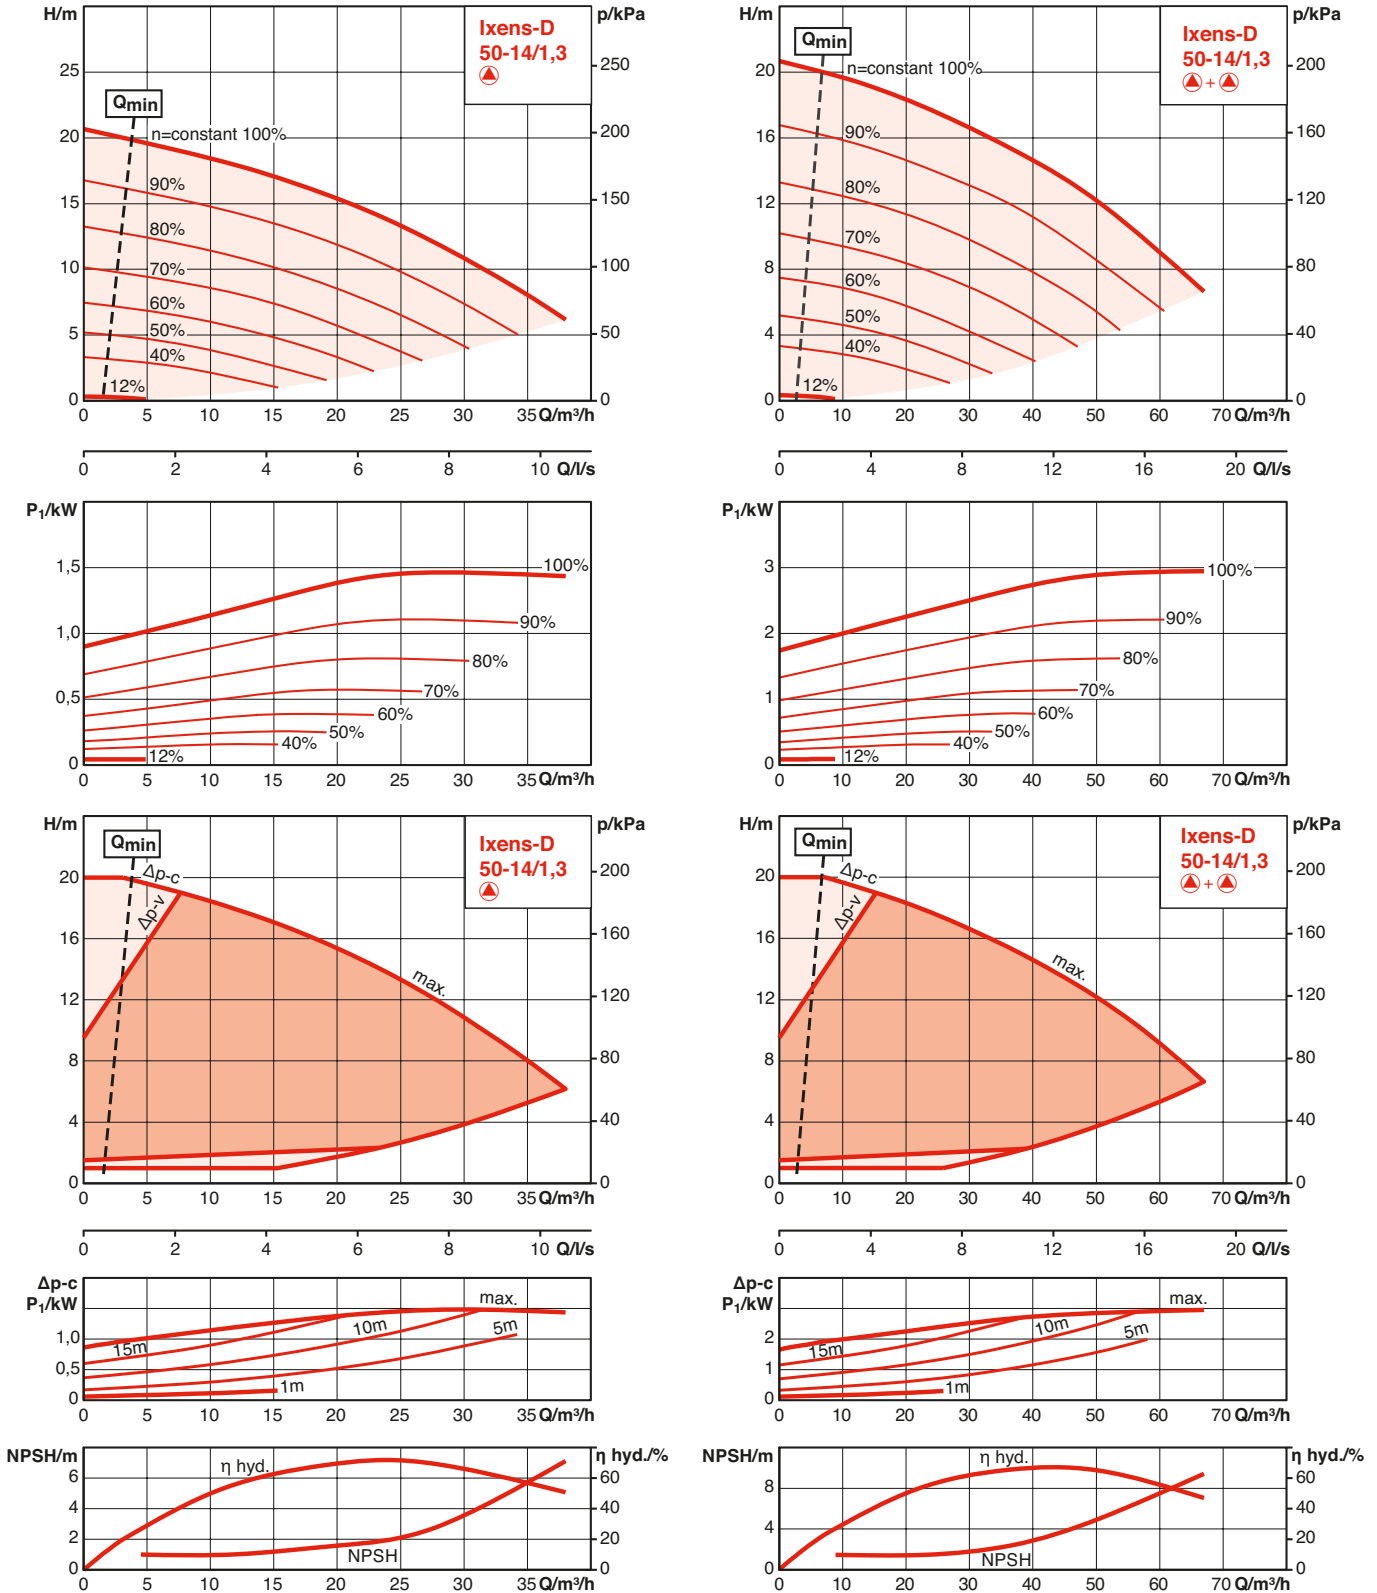 H/m
p/kPa
Ixens-D
50-14/1,3
Qmin
n=constant 100%
90%
80%
70%
60%
50%
40%
12%
25
20
15
10
5
0
250
200
150
100
50
0
0 5 10 15 20 25 30 35 Q/m³/h
0 2 4 6 8 10 Q/l/s
P1/kW
1,5
1,0
0,5
0
100%
90%
80%
70%
60%
50%
40%
12%
0 5 10 15 20 25 30 35 Q/m³/h
H/m
p/kPa
Ixens-D
50-14/1,3
Qmin
Δp-c
Δp-v
max.
20
16
12
8
4
0
200
160
120
80
40
0
0 5 10 15 20 25 30 35 Q/m³/h
0 2 4 6 8 10 Q/l/s
Δp-c
P1/kW
1,0
0,5
0
max.
15m
10m
5m
1m
0 5 10 15 20 25 30 35 Q/m³/h
NPSH/m
η hyd./%
6
4
2
0
60
40
20
0
η hyd.
NPSH
0 5 10 15 20 25 30 35 Q/m³/h
H/m
p/kPa
Ixens-D
50-14/1,3
+
Qmin
n=constant 100%
90%
80%
70%
60%
50%
40%
12%
20
16
12
8
4
0
200
160
120
80
40
0
0 10 20 30 40 50 60 70 Q/m³/h
0 4 8 12 16 20 Q/l/s
P1/kW
3
2
1
0
100%
90%
80%
70%
60%
50%
40%
12%
0 10 20 30 40 50 60 70 Q/m³/h
H/m
p/kPa
Ixens-D
50-14/1,3
+
Qmin
Δp-c
Δp-v
max.
20
16
12
8
4
0
200
160
120
80
40
0
0 10 20 30 40 50 60 70 Q/m³/h
0 4 8 12 16 20 Q/l/s
Δp-c
P1/kW
2
1
0
max.
15m
10m
5m
1m
0 10 20 30 40 50 60 70 Q/m³/h
NPSH/m
η hyd./%
8
4
0
60
40
20
0
η hyd.
NPSH
0 10 20 30 40 50 60 70 Q/m³/h